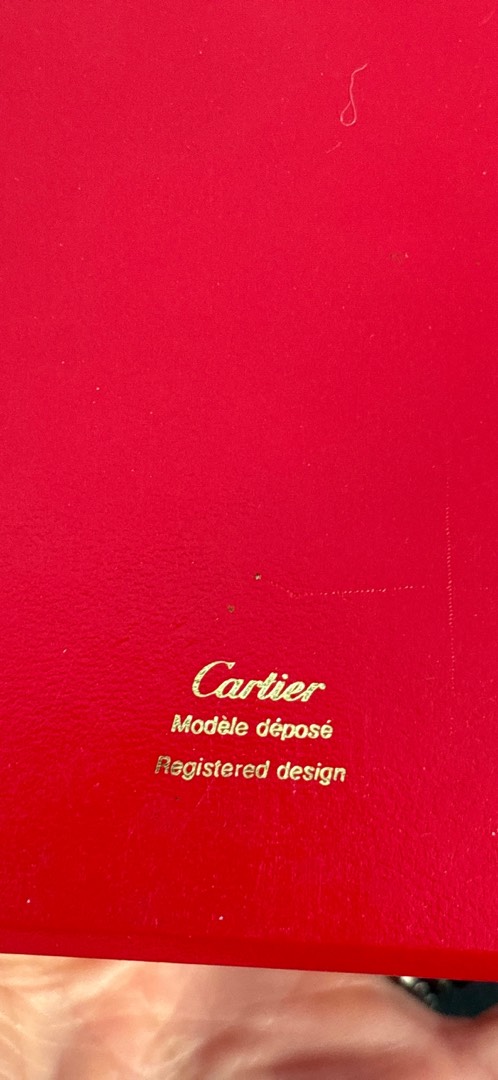 Cartier
Modèle déposé
Registered design